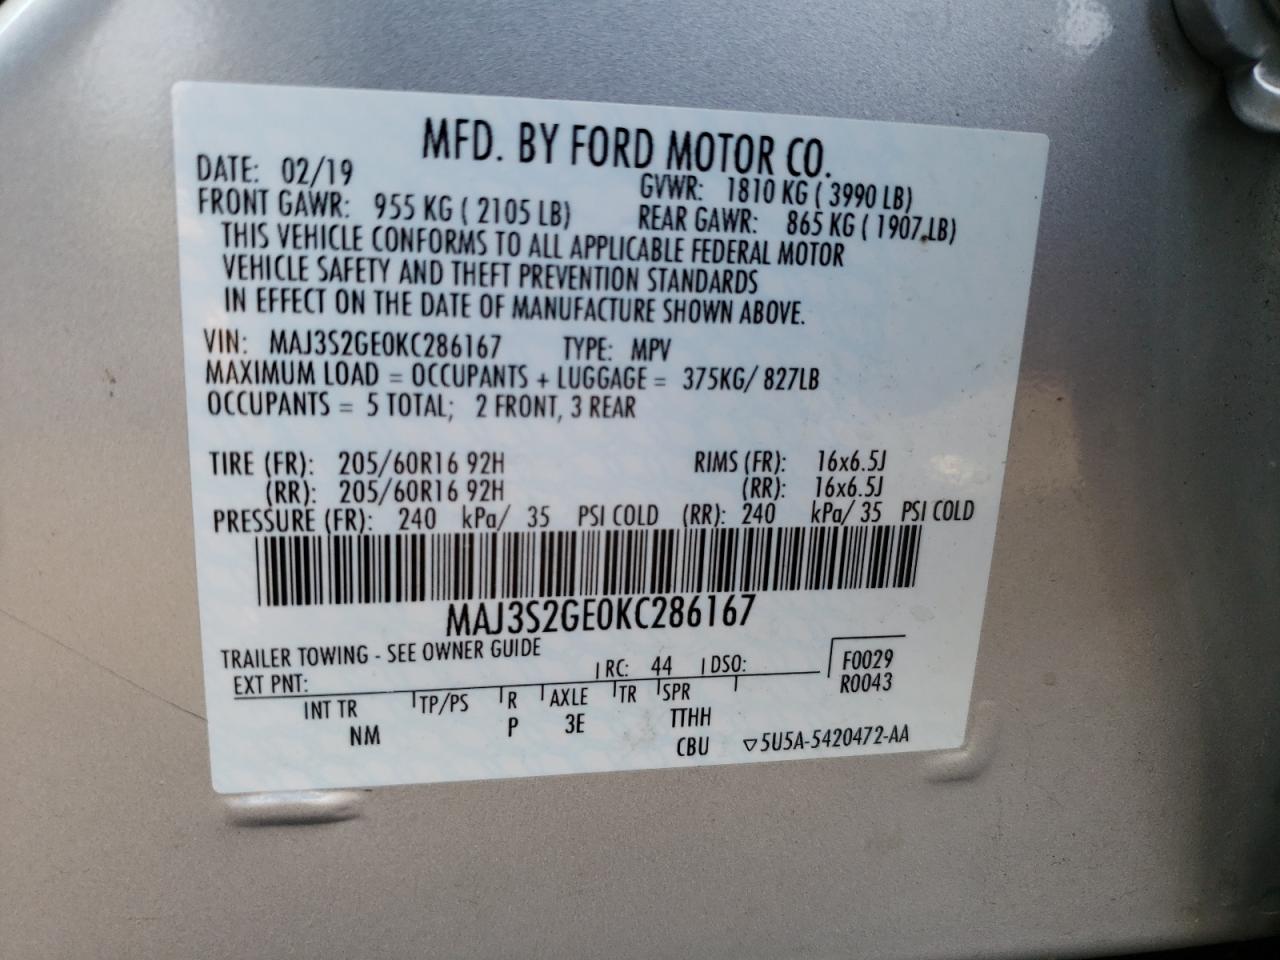 MFD. BY FORD MOTOR CO.
DATE: 02/19 GVWR: 1810 KG ( 3990 LB)
FRONT GAWR: 955 KG ( 2105 LB) REAR GAWR: 865 KG ( 1907 LB)
THIS VEHICLE CONFORMS TO ALL APPLICABLE FEDERAL MOTOR
VEHICLE SAFETY AND THEFT PREVENTION STANDARDS
IN EFFECT ON THE DATE OF MANUFACTURE SHOWN ABOVE.
VIN: MAJ3S2GE0KC286167 TYPE: MPV
MAXIMUM LOAD = OCCUPANTS + LUGGAGE = 375KG/ 827LB
OCCUPANTS = 5 TOTAL; 2 FRONT, 3 REAR
TIRE (FR): 205/60R16 92H RIMS (FR): 16x6.5J
(RR): 205/60R16 92H (RR): 16x6.5J
PRESSURE (FR): 240 kPa/ 35 PSI COLD (RR): 240 kPa/ 35 PSI COLD
MAJ3S2GE0KC286167
TRAILER TOWING - SEE OWNER GUIDE
EXT PNT: RC: 44 DSO: F0029
R0043
INT TR TP/PS R AXLE TR SPR
NM P 3E TTHH
CBU ▽5U5A-5420472-AA